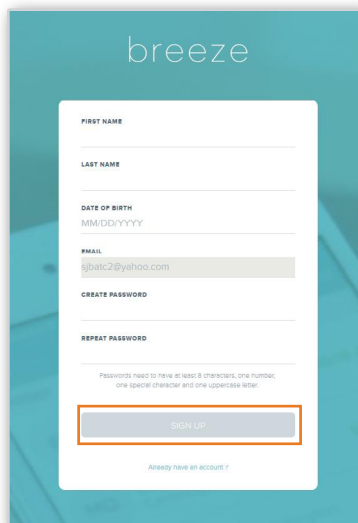 breeze
FIRST NAME
LAST NAME
DATE OF BIRTH
MM/DD/YYYY
EMAIL
sjbatc2@yahoo.com
CREATE PASSWORD
REPEAT PASSWORD
Passwords need to have at least 8 characters, one number,
one special character and one uppercase letter.
SIGN UP
Already have an account ?